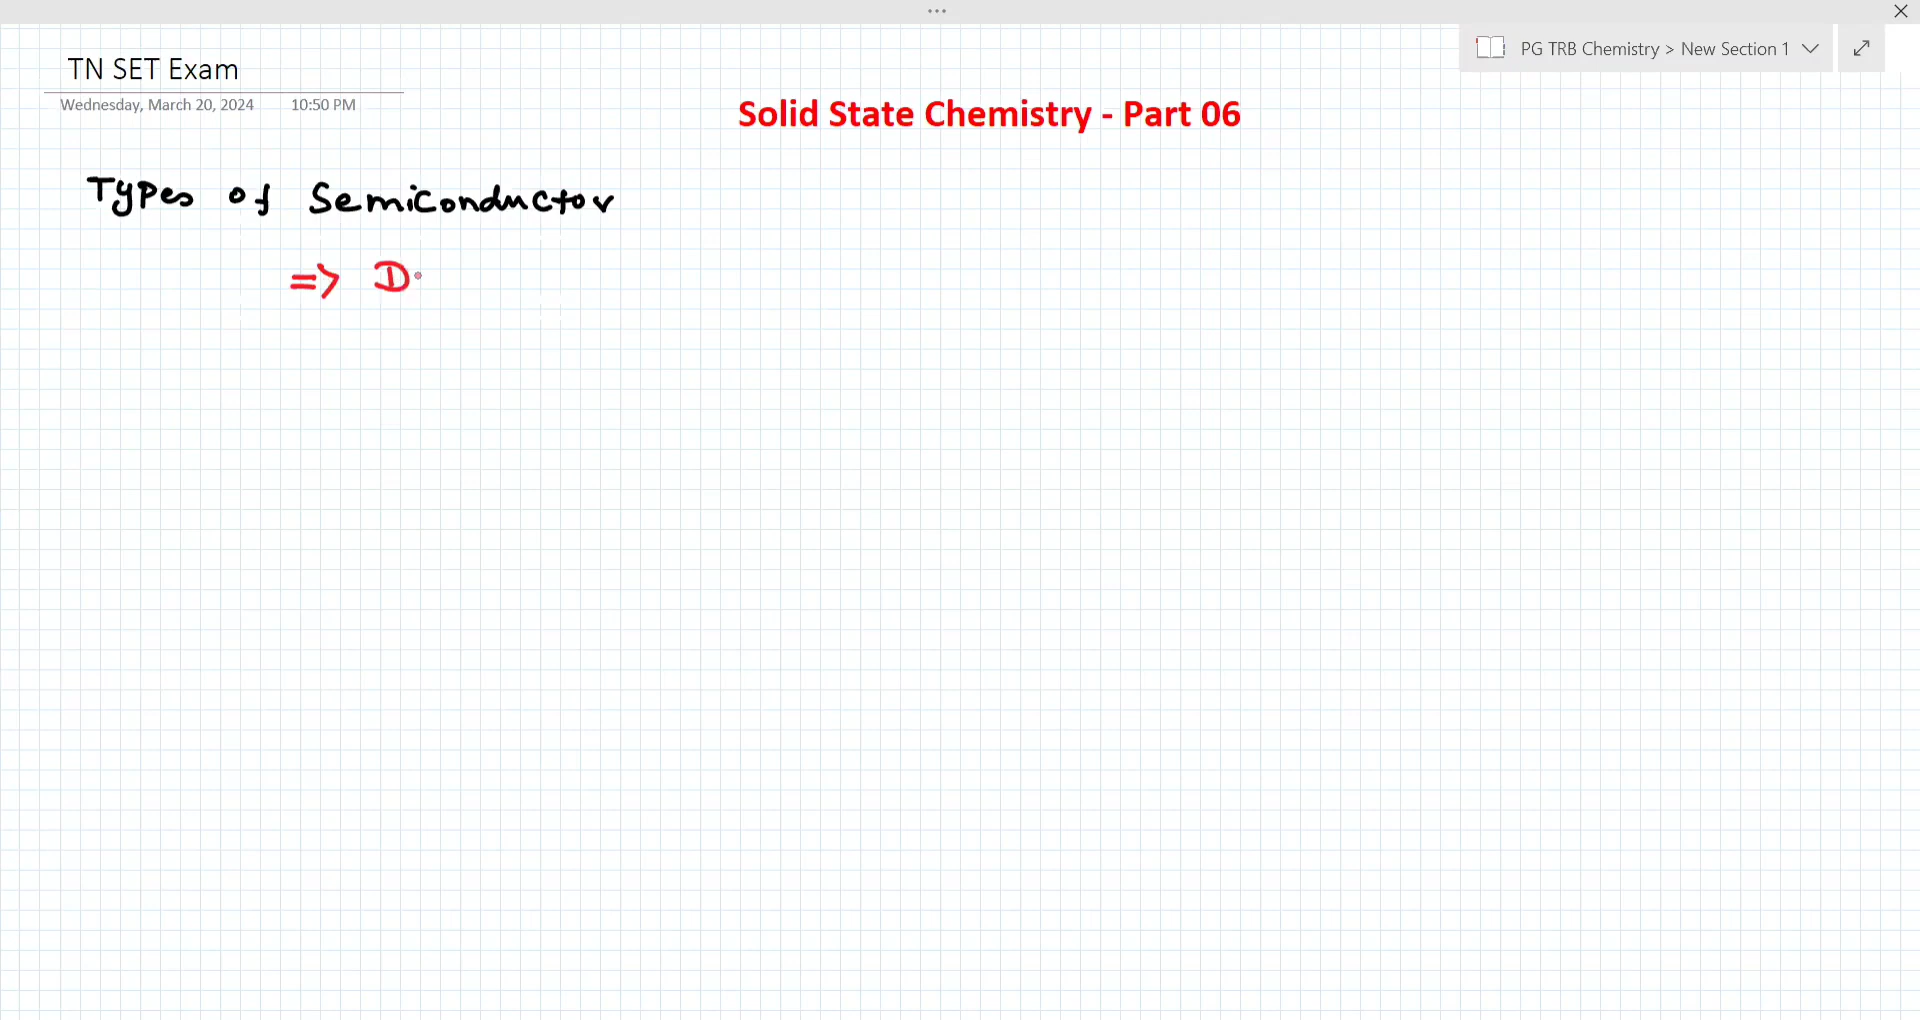 PG TRB Chemistry > New Section 1
TN SET Exam
Wednesday, March 20, 2024 10:50 PM
Solid State Chemistry - Part 06
Types of Semiconductor
=> D